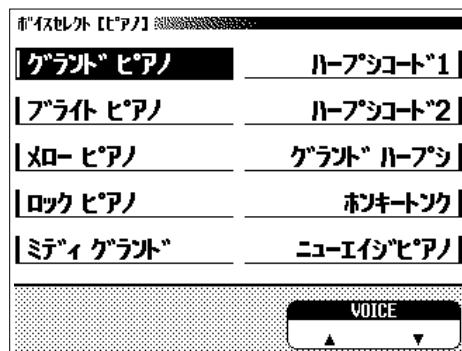 ボイスセレクト [ピアノ]
グランド ピアノ
ハープシコード1
ブライト ピアノ
ハープシコード2
メロー ピアノ
グランド ハープシ
ロック ピアノ
ホンキートンク
ミディ グランド
ニューエイジピアノ
VOICE
▲ ▼